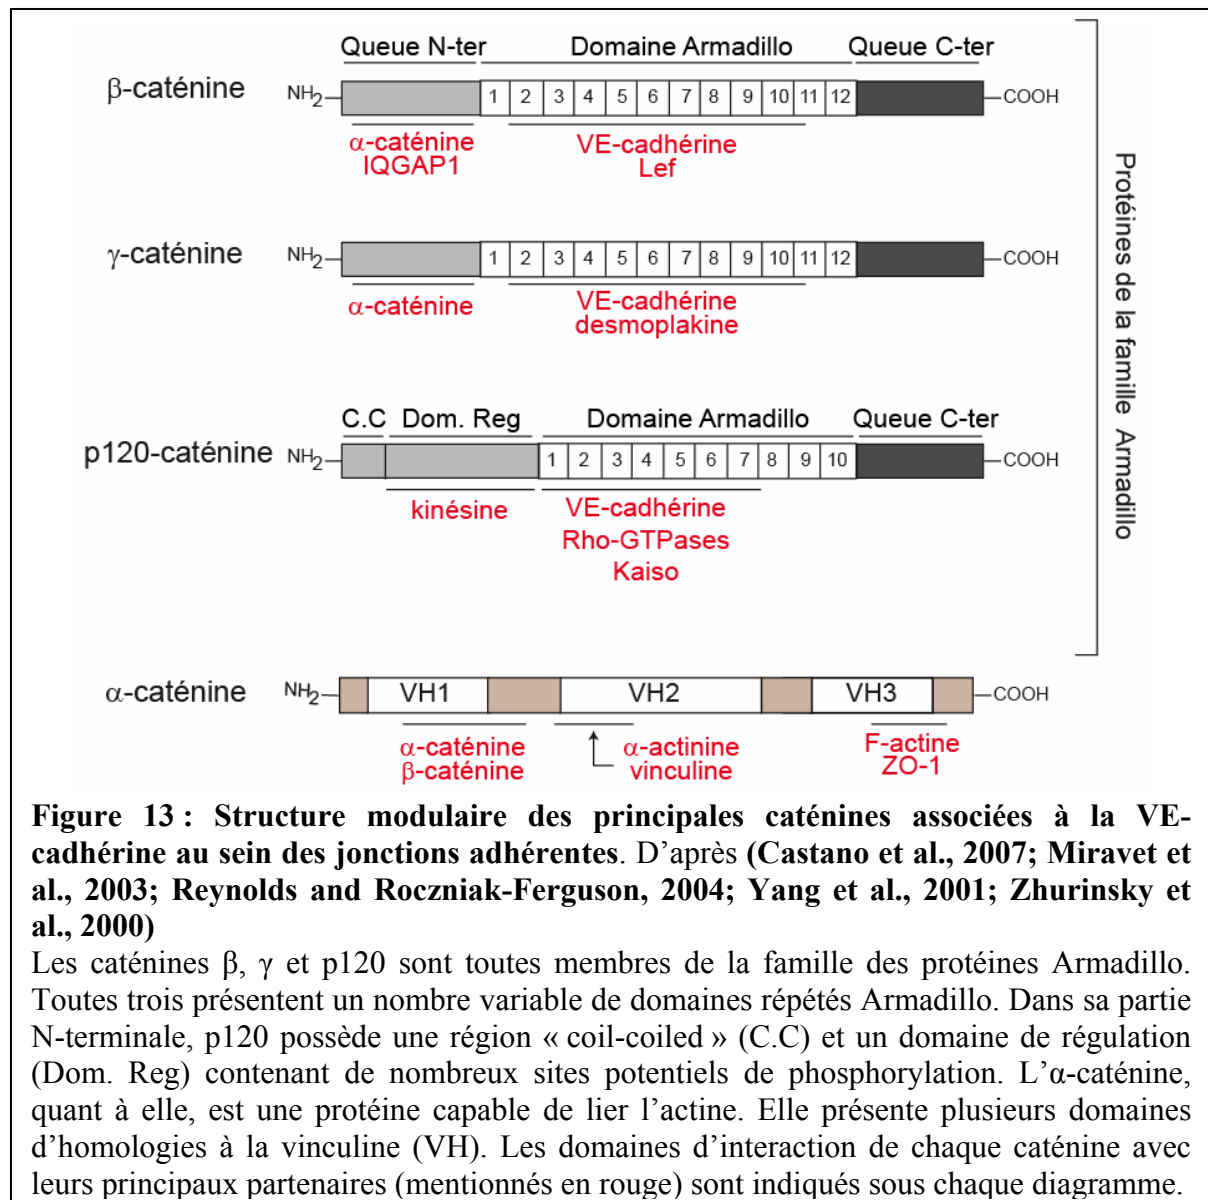 Queue N-ter Domaine Armadillo Queue C-ter
β-caténine NH2 1 2 3 4 5 6 7 8 9 10 11 12 COOH
α-caténine VE-cadhérine
IQGAP1 Lef
γ-caténine NH2 1 2 3 4 5 6 7 8 9 10 11 12 COOH
α-caténine VE-cadhérine
desmoplakine
C.C Dom. Reg Domaine Armadillo Queue C-ter
p120-caténine NH2 1 2 3 4 5 6 7 8 9 10 COOH
kinésine VE-cadhérine
Rho-GTPases
Kaiso
Protéines de la famille Armadillo
α-caténine NH2 VH1 VH2 VH3 COOH
α-caténine α-actinine F-actine
β-caténine vinculine ZO-1
Figure 13 : Structure modulaire des principales caténines associées à la VE-
cadhérine au sein des jonctions adhérentes. D’après (Castano et al., 2007; Miravet et
al., 2003; Reynolds and Roczniak-Ferguson, 2004; Yang et al., 2001; Zhurinsky et
al., 2000)
Les caténines β, γ et p120 sont toutes membres de la famille des protéines Armadillo.
Toutes trois présentent un nombre variable de domaines répétés Armadillo. Dans sa partie
N-terminale, p120 possède une région « coil-coiled » (C.C) et un domaine de régulation
(Dom. Reg) contenant de nombreux sites potentiels de phosphorylation. L’α-caténine,
quant à elle, est une protéine capable de lier l’actine. Elle présente plusieurs domaines
d’homologies à la vinculine (VH). Les domaines d’interaction de chaque caténine avec
leurs principaux partenaires (mentionnés en rouge) sont indiqués sous chaque diagramme.